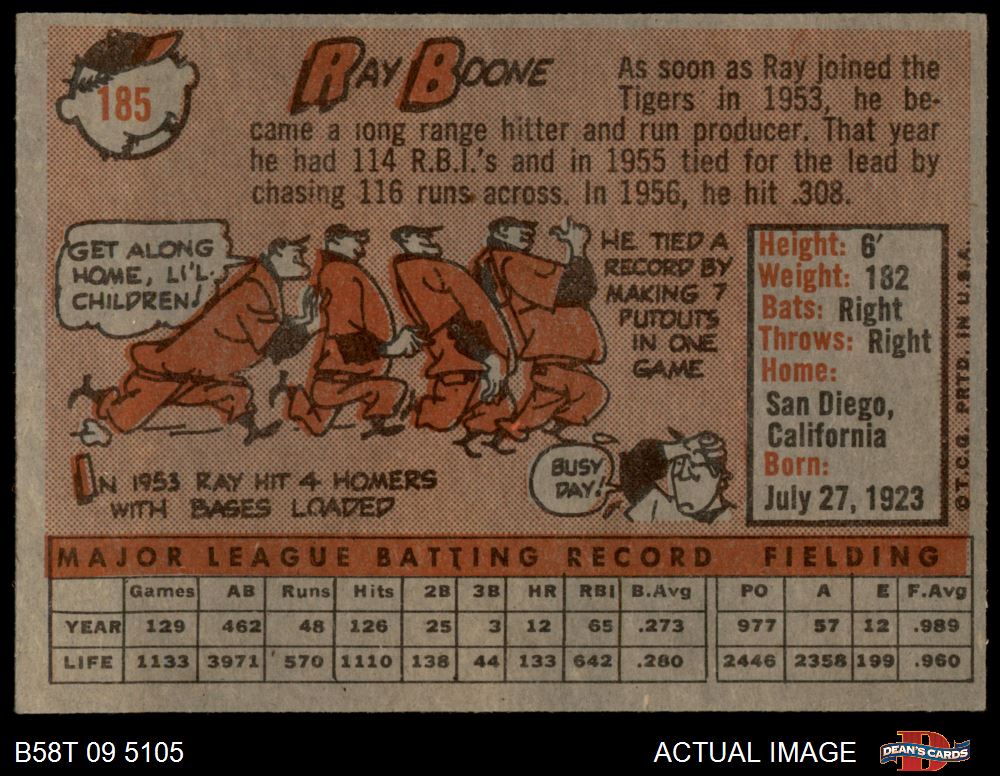 185
RAY BOONE
As soon as Ray joined the
Tigers in 1953, he be-
came a long range hitter and run producer. That year
he had 114 R.B.I.'s and in 1955 tied for the lead by
chasing 116 runs across. In 1956, he hit .308.
GET ALONG
HOME, LI'L
CHILDREN!
HE TIED A
RECORD BY
MAKING 7
PUTOUTS
IN ONE
GAME
IN 1953 RAY HIT 4 HOMERS
WITH BASES LOADED
BUSY
DAY!
Height: 6'
Weight: 182
Bats: Right
Throws: Right
Home:
San Diego,
California
Born:
July 27, 1923
©T.C.G. PRTD. IN U.S.A.
MAJOR LEAGUE BATTING RECORD FIELDING
Games AB Runs Hits 2B 3B HR RBI B.Avg PO A E F.Avg
YEAR 129 462 48 126 25 3 12 65 .273 977 57 12 .989
LIFE 1133 3971 570 1110 138 44 133 642 .280 2446 2358 199 .960
B58T 09 5105
ACTUAL IMAGE
DEAN'S CARDS